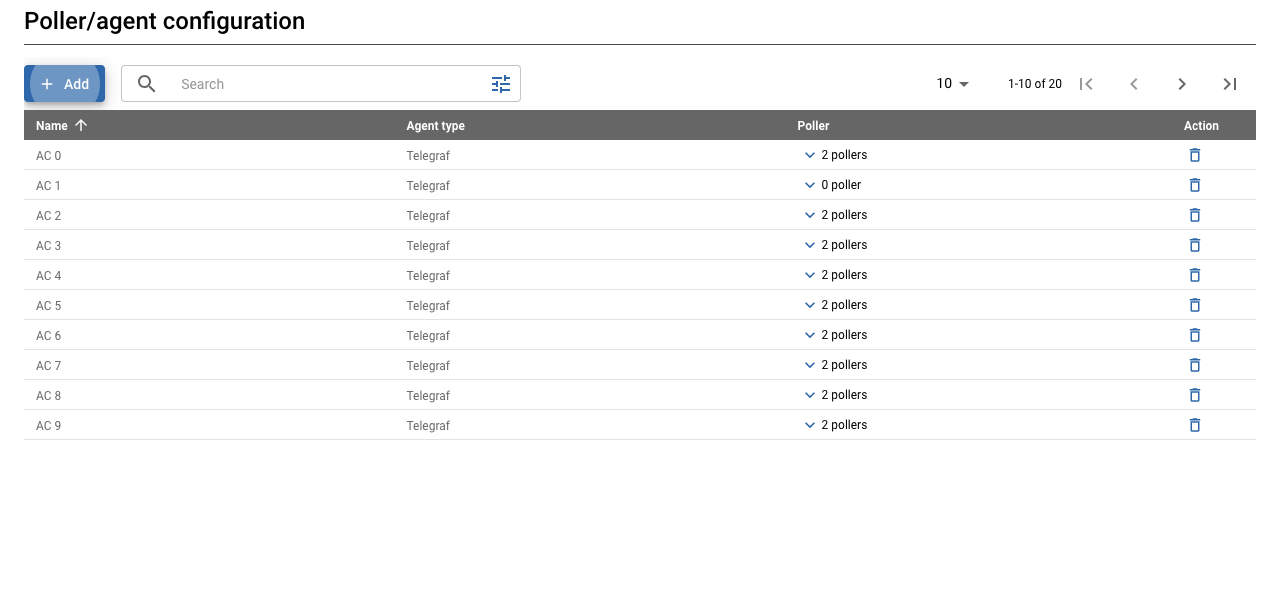 Poller/agent configuration
Add
Search
10
1-10 of 20
Name Agent type Poller Action
AC 0 Telegraf 2 pollers
AC 1 Telegraf 0 poller
AC 2 Telegraf 2 pollers
AC 3 Telegraf 2 pollers
AC 4 Telegraf 2 pollers
AC 5 Telegraf 2 pollers
AC 6 Telegraf 2 pollers
AC 7 Telegraf 2 pollers
AC 8 Telegraf 2 pollers
AC 9 Telegraf 2 pollers